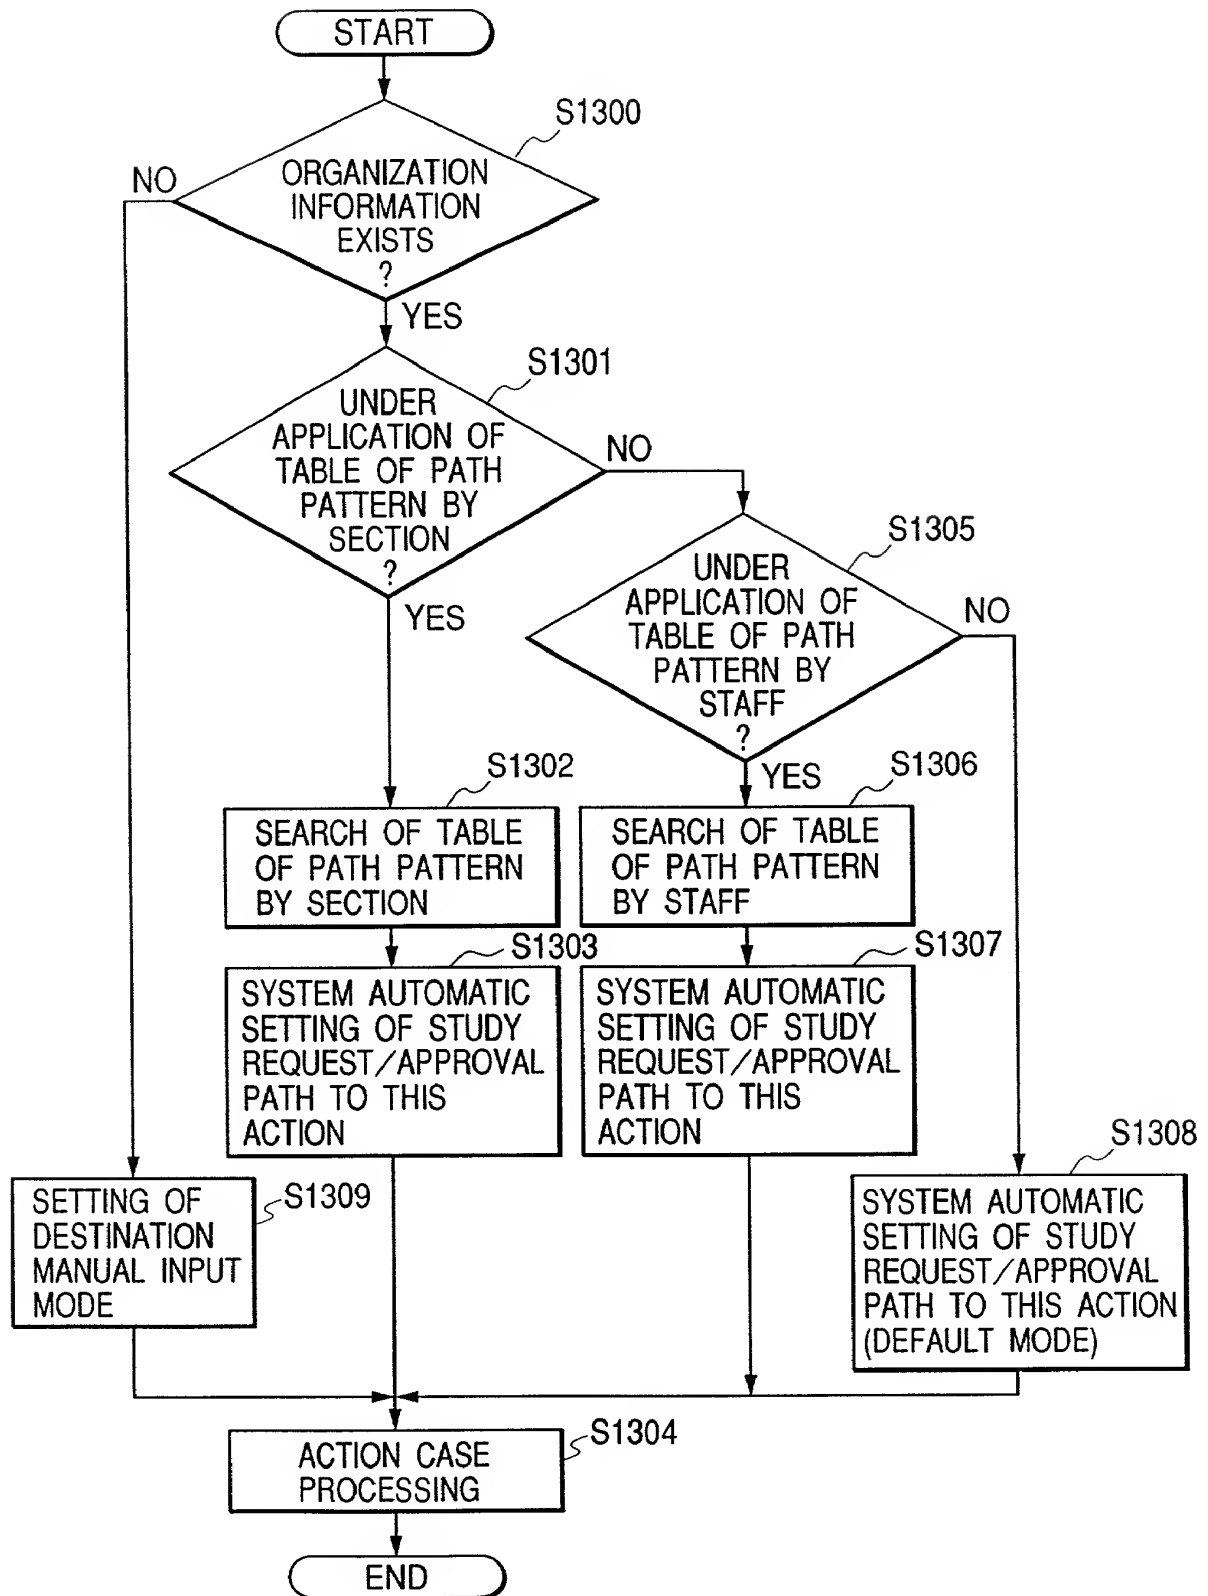 START
S1300
NO
ORGANIZATION
INFORMATION
EXISTS
?
YES
S1301
UNDER
APPLICATION OF
TABLE OF PATH
PATTERN BY
SECTION
?
NO
YES
S1305
UNDER
APPLICATION OF
TABLE OF PATH
PATTERN BY
STAFF
?
NO
YES
S1302
SEARCH OF TABLE
OF PATH PATTERN
BY SECTION
S1306
SEARCH OF TABLE
OF PATH PATTERN
BY STAFF
S1303
SYSTEM AUTOMATIC
SETTING OF STUDY
REQUEST/APPROVAL
PATH TO THIS
ACTION
S1307
SYSTEM AUTOMATIC
SETTING OF STUDY
REQUEST/APPROVAL
PATH TO THIS
ACTION
S1309
SETTING OF
DESTINATION
MANUAL INPUT
MODE
S1308
SYSTEM AUTOMATIC
SETTING OF STUDY
REQUEST/APPROVAL
PATH TO THIS ACTION
(DEFAULT MODE)
S1304
ACTION CASE
PROCESSING
END